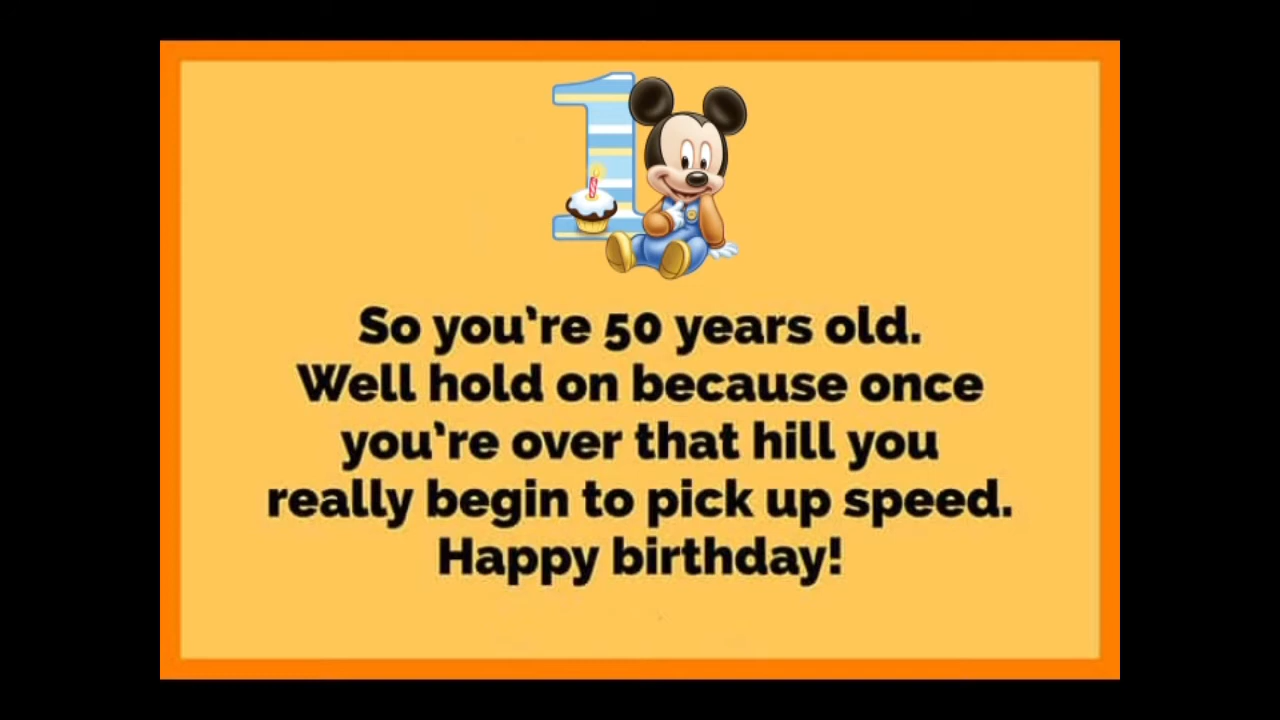 1
So you’re 50 years old.
Well hold on because once
you’re over that hill you
really begin to pick up speed.
Happy birthday!